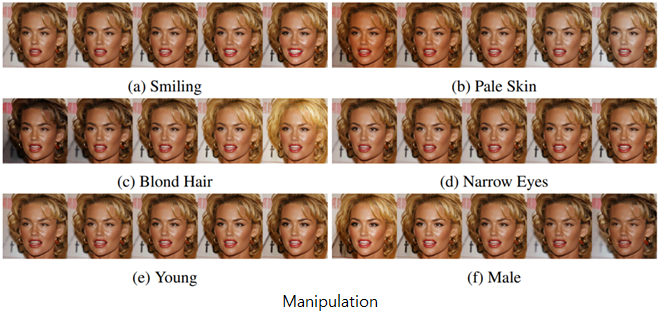 (a) Smiling
(b) Pale Skin
(c) Blond Hair
(d) Narrow Eyes
(e) Young
(f) Male
Manipulation